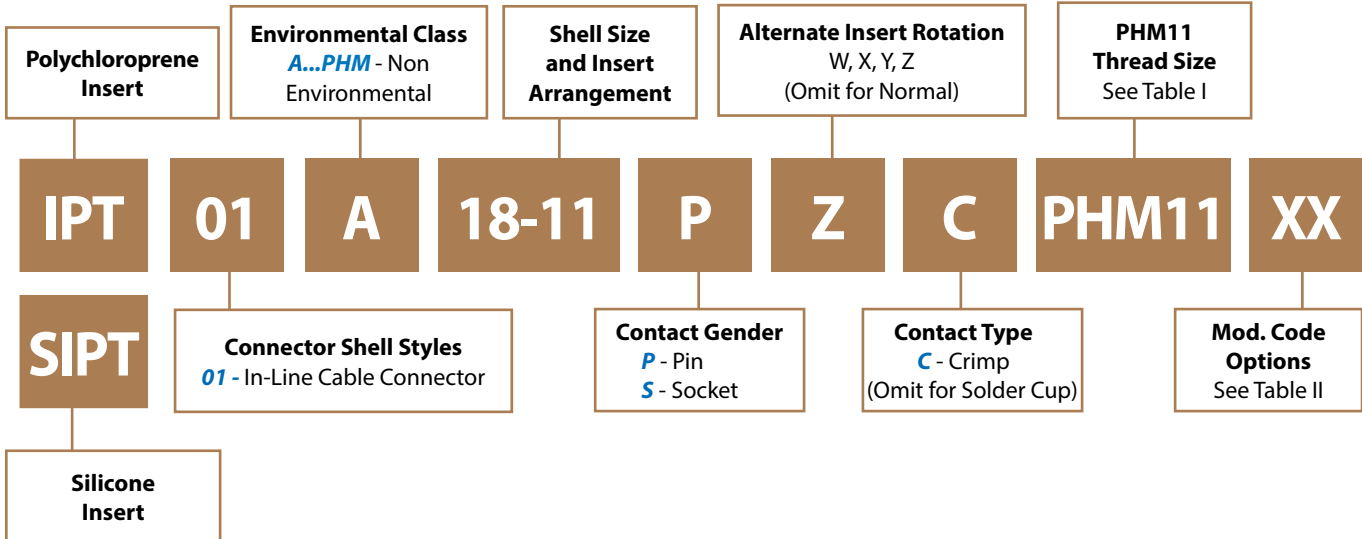 Polychloroprene
Insert
Environmental Class
A...PHM - Non
Environmental
Shell Size
and Insert
Arrangement
Alternate Insert Rotation
W, X, Y, Z
(Omit for Normal)
PHM11
Thread Size
See Table I
IPT 01 A 18-11 P Z C PHM11 XX
SIPT
Connector Shell Styles
01 - In-Line Cable Connector
Contact Gender
P - Pin
S - Socket
Contact Type
C - Crimp
(Omit for Solder Cup)
Mod. Code
Options
See Table II
Silicone
Insert